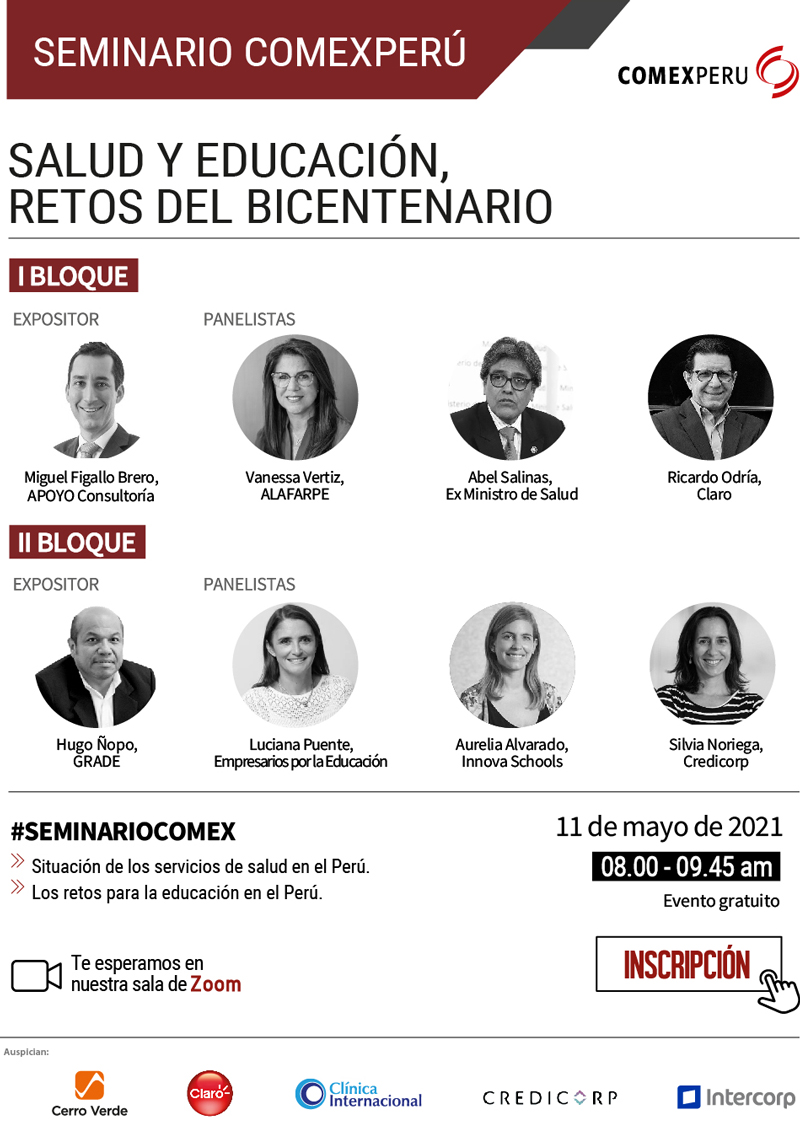 SEMINARIO COMEXPERÚ
COMEXPERU
SALUD Y EDUCACIÓN,
RETOS DEL BICENTENARIO
I BLOQUE
EXPOSITOR
PANELISTAS
Miguel Figallo Brero,
APOYO Consultoría
Vanessa Vertiz,
ALAFARPE
Abel Salinas,
Ex Ministro de Salud
Ricardo Odría,
Claro
II BLOQUE
EXPOSITOR
PANELISTAS
Hugo Ñopo,
GRADE
Luciana Puente,
Empresarios por la Educación
Aurelia Alvarado,
Innova Schools
Silvia Noriega,
Credicorp
#SEMINARIOCOMEX
Situación de los servicios de salud en el Perú.
Los retos para la educación en el Perú.
11 de mayo de 2021
08.00 - 09.45 am
Evento gratuito
Te esperamos en
nuestra sala de Zoom
INSCRIPCIÓN
Auspician:
Cerro Verde
Claro
Clínica
Internacional
CREDICORP
Intercorp